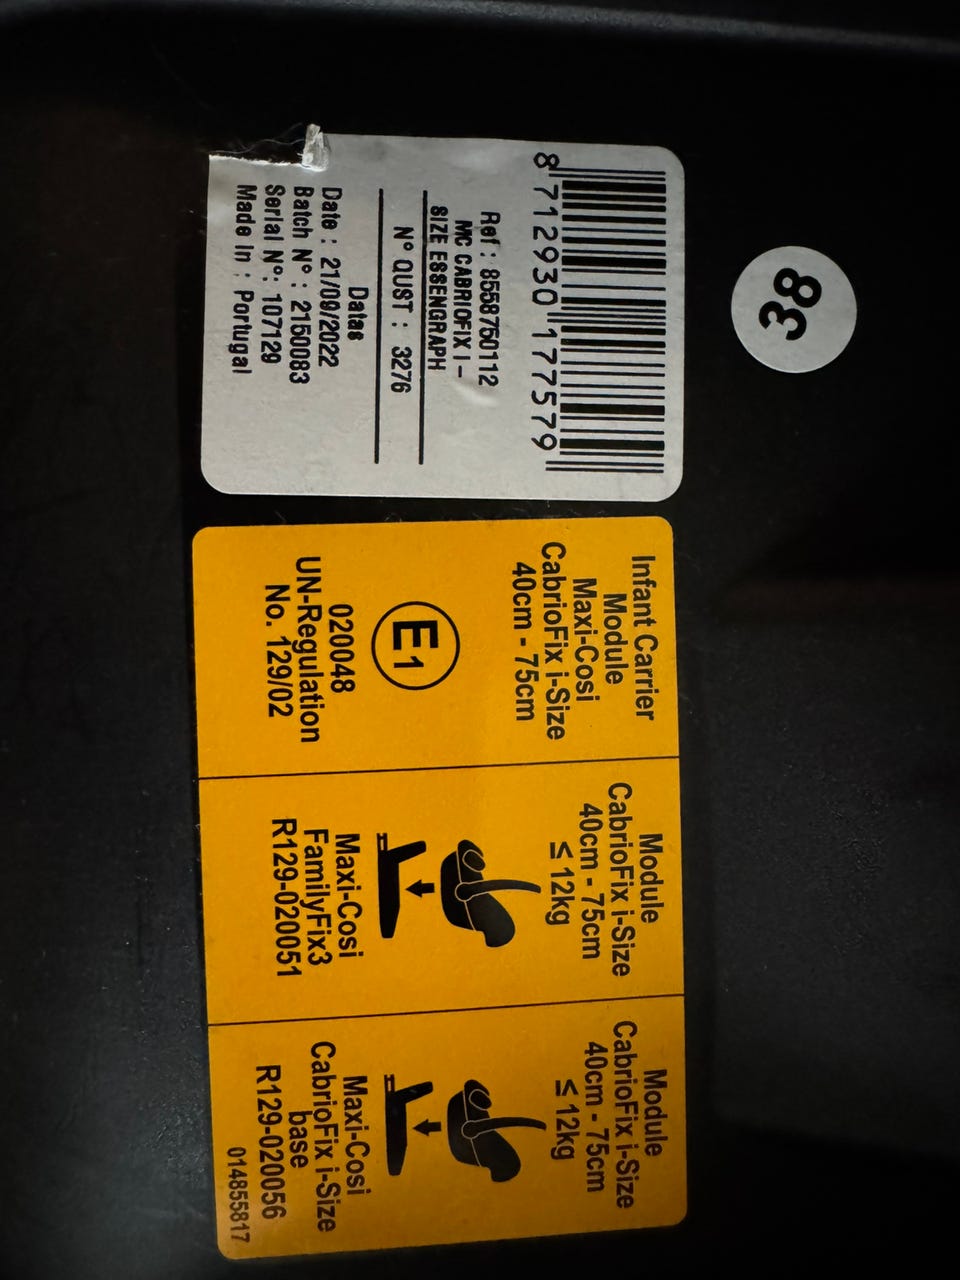 38
8 712930 177579
Ref : 8558750112
MC CABRIOFIX I-
SIZE ESSENGRAPH
N° QUST : 3276
Datas
Date : 21/09/2022
Batch N° : 2150083
Serial N°: 107129
Made in : Portugal
Infant Carrier
Module
Maxi-Cosi
CabrioFix i-Size
40cm - 75cm
E1
020048
UN-Regulation
No. 129/02
Module
CabrioFix i-Size
40cm - 75cm
≤ 12kg
Maxi-Cosi
FamilyFix3
R129-020051
Module
CabrioFix i-Size
40cm - 75cm
≤ 12kg
Maxi-Cosi
CabrioFix i-Size
base
R129-020056
014855817